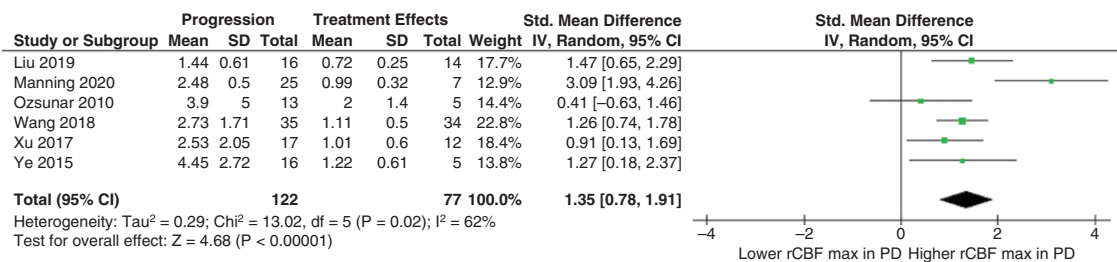 Progression Treatment Effects Std. Mean Difference Std. Mean Difference
Study or Subgroup Mean SD Total Mean SD Total Weight IV, Random, 95% CI IV, Random, 95% CI
Liu 2019 1.44 0.61 16 0.72 0.25 14 17.7% 1.47 [0.65, 2.29]
Manning 2020 2.48 0.5 25 0.99 0.32 7 12.9% 3.09 [1.93, 4.26]
Ozsunar 2010 3.9 5 13 2 1.4 5 14.4% 0.41 [−0.63, 1.46]
Wang 2018 2.73 1.71 35 1.11 0.5 34 22.8% 1.26 [0.74, 1.78]
Xu 2017 2.53 2.05 17 1.01 0.6 12 18.4% 0.91 [0.13, 1.69]
Ye 2015 4.45 2.72 16 1.22 0.61 5 13.8% 1.27 [0.18, 2.37]
Total (95% CI) 122 77 100.0% 1.35 [0.78, 1.91]
Heterogeneity: Tau² = 0.29; Chi² = 13.02, df = 5 (P = 0.02); I² = 62%
Test for overall effect: Z = 4.68 (P < 0.00001)
−4 −2 0 2 4
Lower rCBF max in PD Higher rCBF max in PD